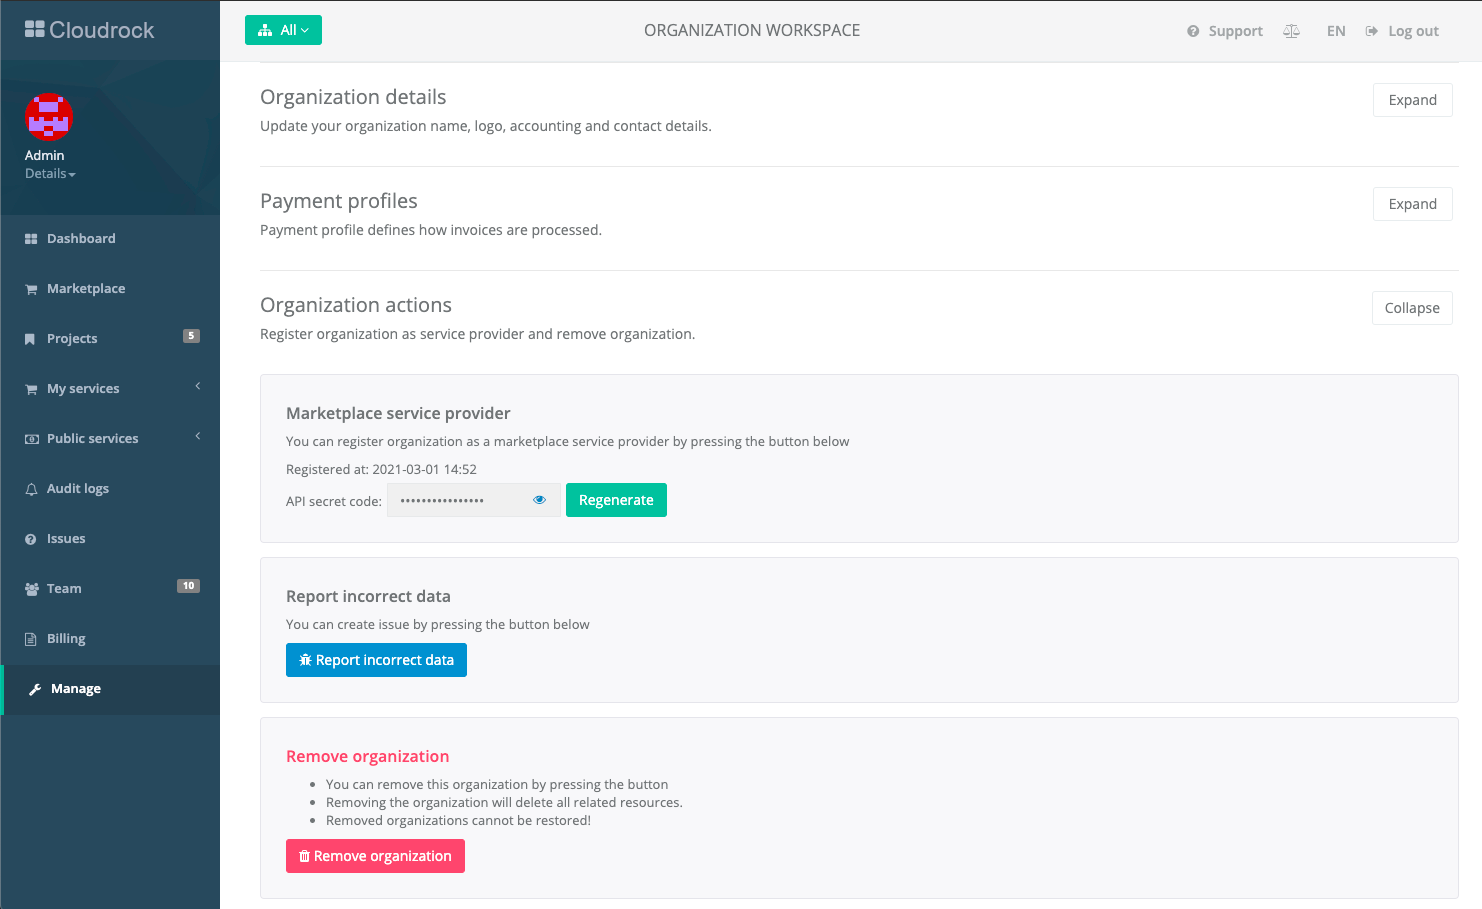 Cloudrock
All
ORGANIZATION WORKSPACE
Support
EN
Log out
Admin
Details
Dashboard
Marketplace
Projects
5
My services
Public services
Audit logs
Issues
Team
10
Billing
Manage
Organization details
Expand
Update your organization name, logo, accounting and contact details.
Payment profiles
Expand
Payment profile defines how invoices are processed.
Organization actions
Collapse
Register organization as service provider and remove organization.
Marketplace service provider
You can register organization as a marketplace service provider by pressing the button below
Registered at: 2021-03-01 14:52
API secret code: •••••••••••••••• Regenerate
Report incorrect data
You can create issue by pressing the button below
Report incorrect data
Remove organization
• You can remove this organization by pressing the button
• Removing the organization will delete all related resources.
• Removed organizations cannot be restored!
Remove organization